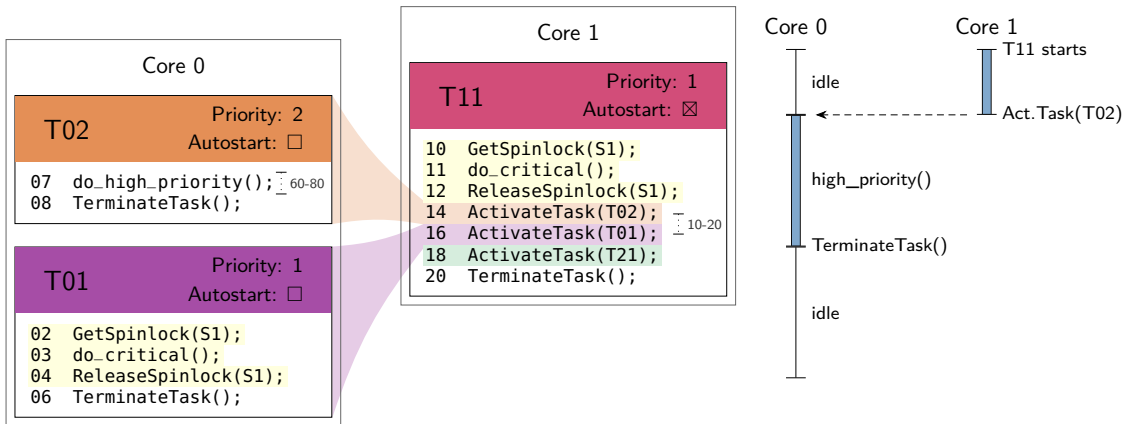 Core 0
T02
Priority: 2
Autostart: ☐
07 do_high_priority();
60-80
08 TerminateTask();
T01
Priority: 1
Autostart: ☐
02 GetSpinlock(S1);
03 do_critical();
04 ReleaseSpinlock(S1);
06 TerminateTask();
Core 1
T11
Priority: 1
Autostart: ☒
10 GetSpinlock(S1);
11 do_critical();
12 ReleaseSpinlock(S1);
14 ActivateTask(T02);
10-20
16 ActivateTask(T01);
18 ActivateTask(T21);
20 TerminateTask();
Core 0
Core 1
T11 starts
idle
Act.Task(T02)
high_priority()
TerminateTask()
idle